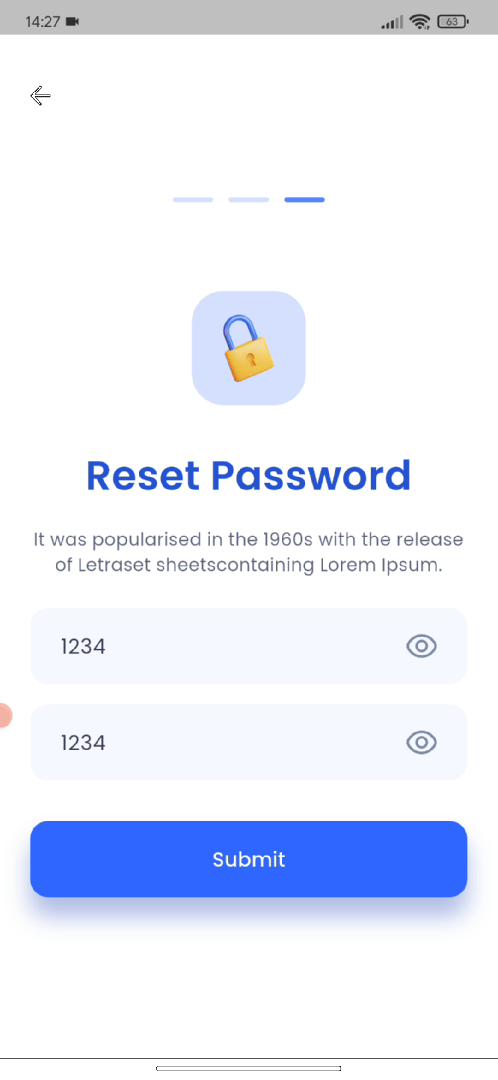 14:27
63
Reset Password
It was popularised in the 1960s with the release
of Letraset sheetscontaining Lorem Ipsum.
1234
1234
Submit